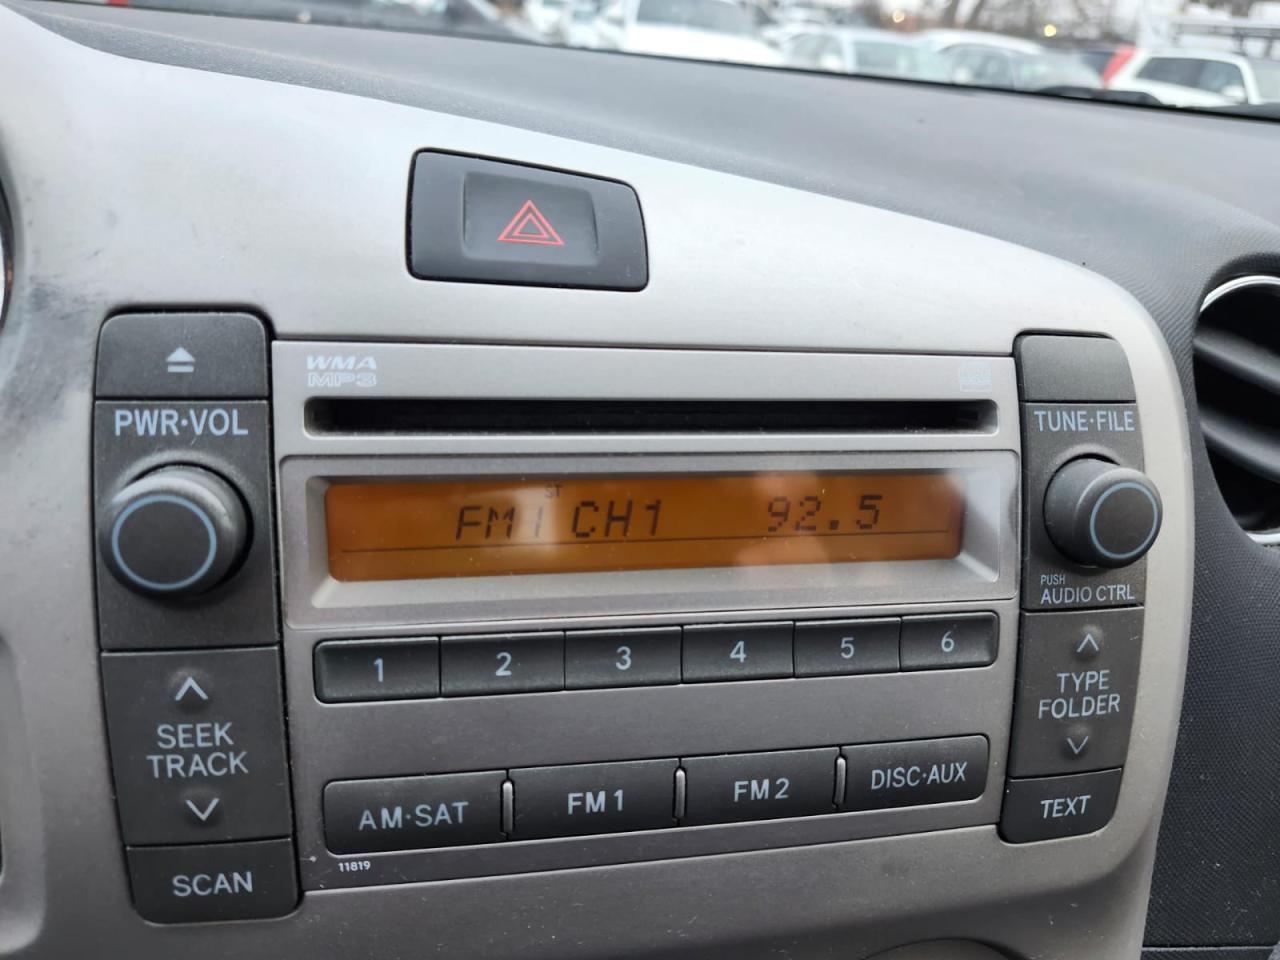 WMA
MP3
PWR·VOL
TUNE·FILE
ST
FM1 CH1 92.5
PUSH
AUDIO CTRL
1 2 3 4 5 6
SEEK
TRACK
TYPE
FOLDER
AM·SAT FM1 FM2 DISC·AUX
TEXT
11819
SCAN